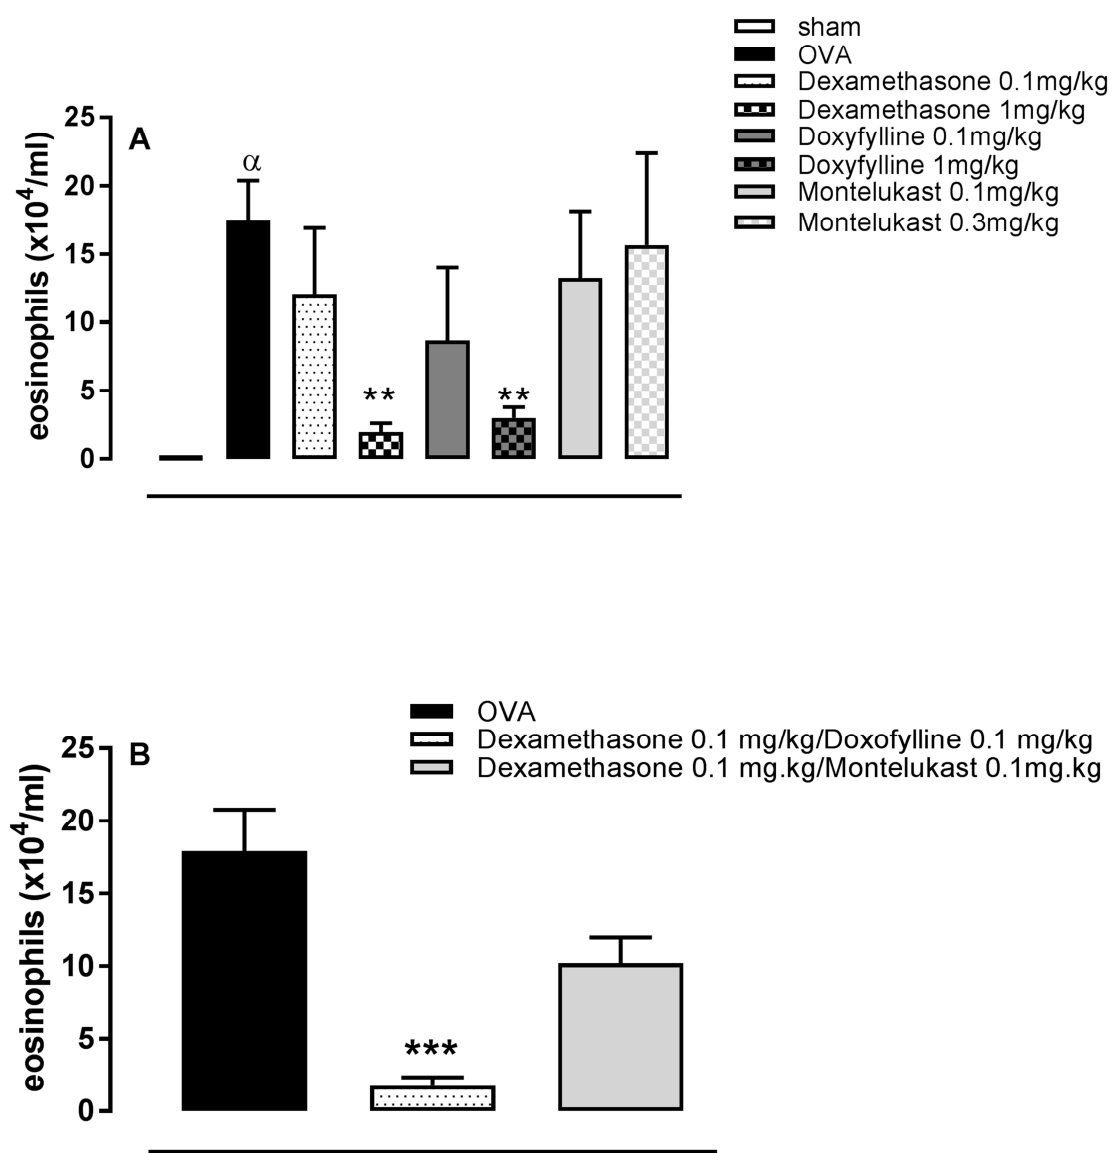 sham
OVA
Dexamethasone 0.1mg/kg
Dexamethasone 1mg/kg
Doxyfylline 0.1mg/kg
Doxyfylline 1mg/kg
Montelukast 0.1mg/kg
Montelukast 0.3mg/kg
A
eosinophils (x10⁴/ml)
25
20
15
10
5
0
α
**
**
OVA
Dexamethasone 0.1 mg/kg/Doxofylline 0.1 mg/kg
Dexamethasone 0.1 mg.kg/Montelukast 0.1mg.kg
B
eosinophils (x10⁴/ml)
25
20
15
10
5
0
***